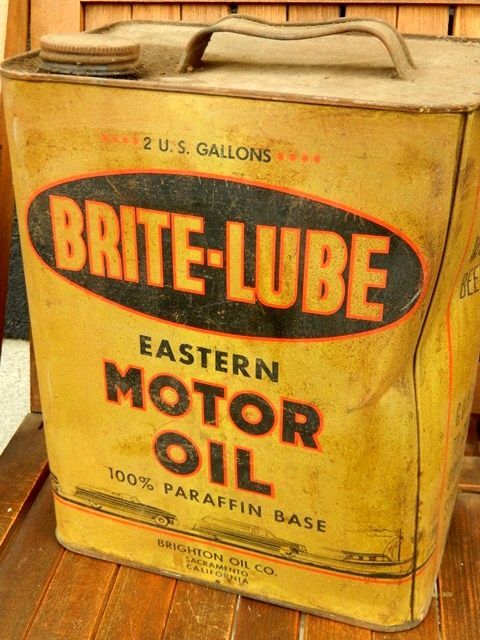 2 U.S. GALLONS
BRITE-LUBE
EASTERN
MOTOR
OIL
100% PARAFFIN BASE
BRIGHTON OIL CO.
SACRAMENTO
CALIFORNIA